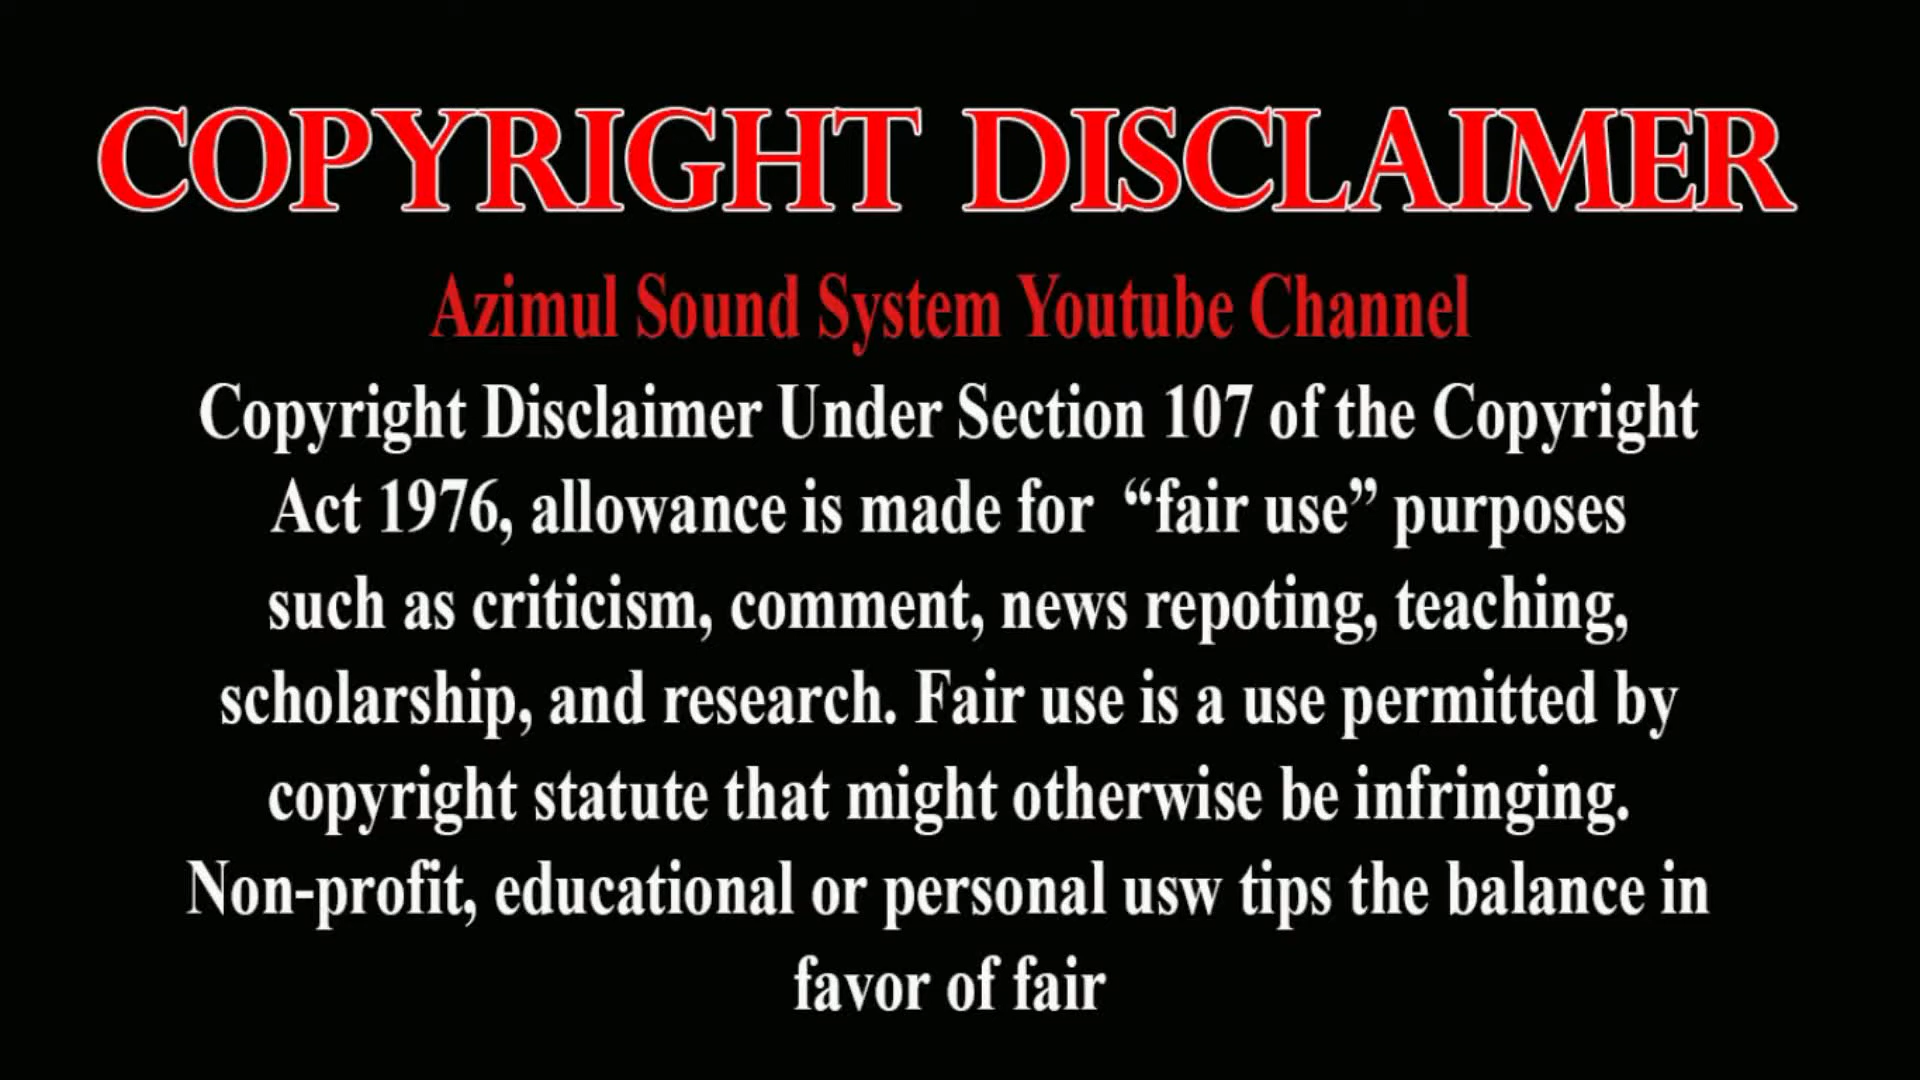 COPYRIGHT DISCLAIMER
Azimul Sound System Youtube Channel
Copyright Disclaimer Under Section 107 of the Copyright
Act 1976, allowance is made for “fair use” purposes
such as criticism, comment, news repoting, teaching,
scholarship, and research. Fair use is a use permitted by
copyright statute that might otherwise be infringing.
Non-profit, educational or personal usw tips the balance in
favor of fair